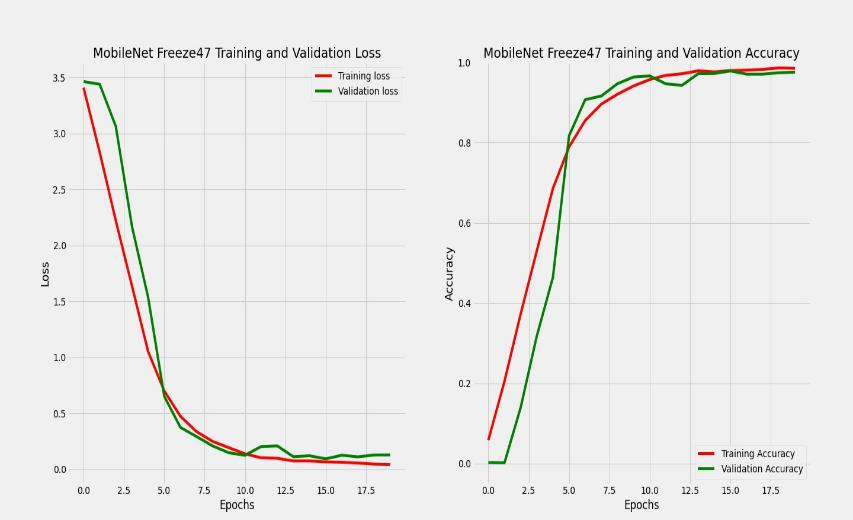 MobileNet Freeze47 Training and Validation Loss
3.5
3.0
2.5
2.0
1.5
1.0
0.5
0.0
Loss
0.0 2.5 5.0 7.5 10.0 12.5 15.0 17.5
Epochs
Training loss
Validation loss
MobileNet Freeze47 Training and Validation Accuracy
1.0
0.8
0.6
0.4
0.2
0.0
Accuracy
0.0 2.5 5.0 7.5 10.0 12.5 15.0 17.5
Epochs
Training Accuracy
Validation Accuracy